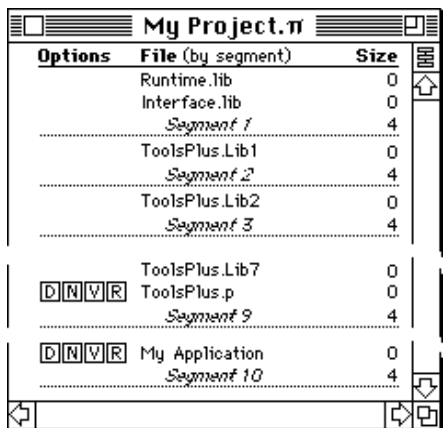 My Project.π
Options File (by segment) Size
Runtime.lib 0
Interface.lib 0
Segment 1 4
ToolsPlus.Lib1 0
Segment 2 4
ToolsPlus.Lib2 0
Segment 3 4
ToolsPlus.Lib7 0
D N V R ToolsPlus.p 0
Segment 9 4
D N V R My Application 0
Segment 10 4